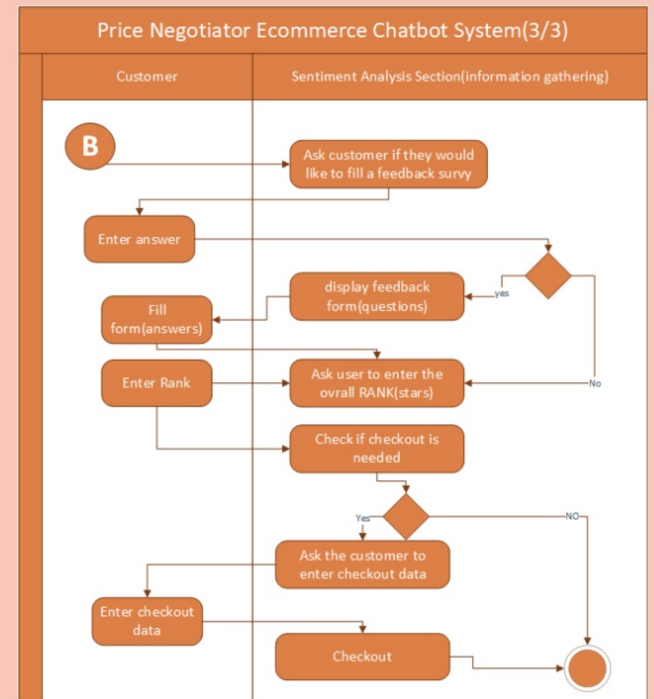 Price Negotiator Ecommerce Chatbot System(3/3)
Customer
Sentiment Analysis Section(information gathering)
B
Ask customer if they would
like to fill a feedback survy
Enter answer
display feedback
form(questions)
yes
Fill
form(answers)
Enter Rank
Ask user to enter the
ovrall RANK(stars)
No
Check if checkout is
needed
Yes
NO
Ask the customer to
enter checkout data
Enter checkout
data
Checkout